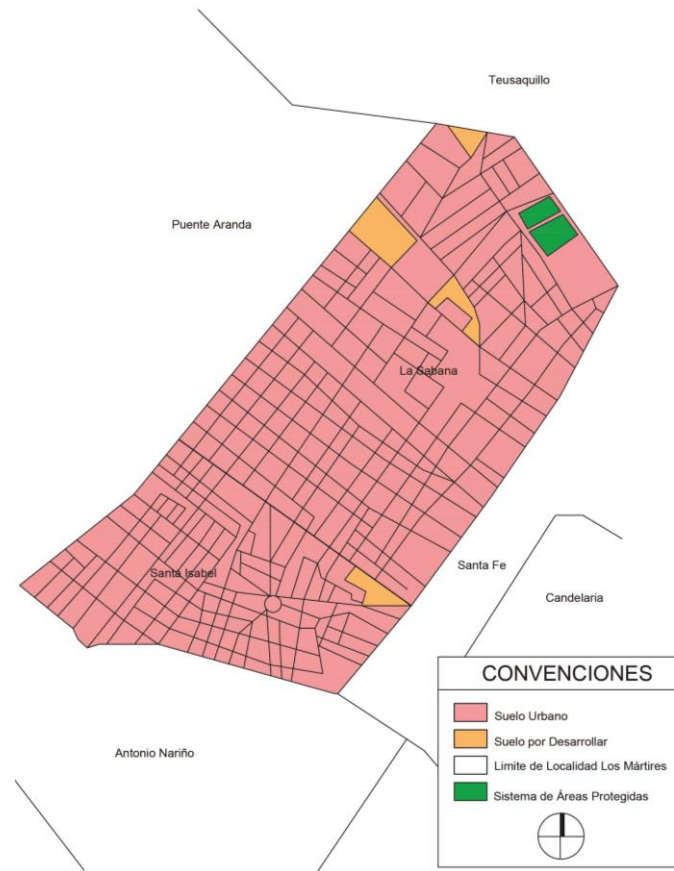 Teusaquillo
Puente Aranda
La Sabana
Santa Fe
Santa Isabel
Candelaria
Antonio Nariño
CONVENCIONES
Suelo Urbano
Suelo por Desarrollar
Limite de Localidad Los Mártires
Sistema de Áreas Protegidas